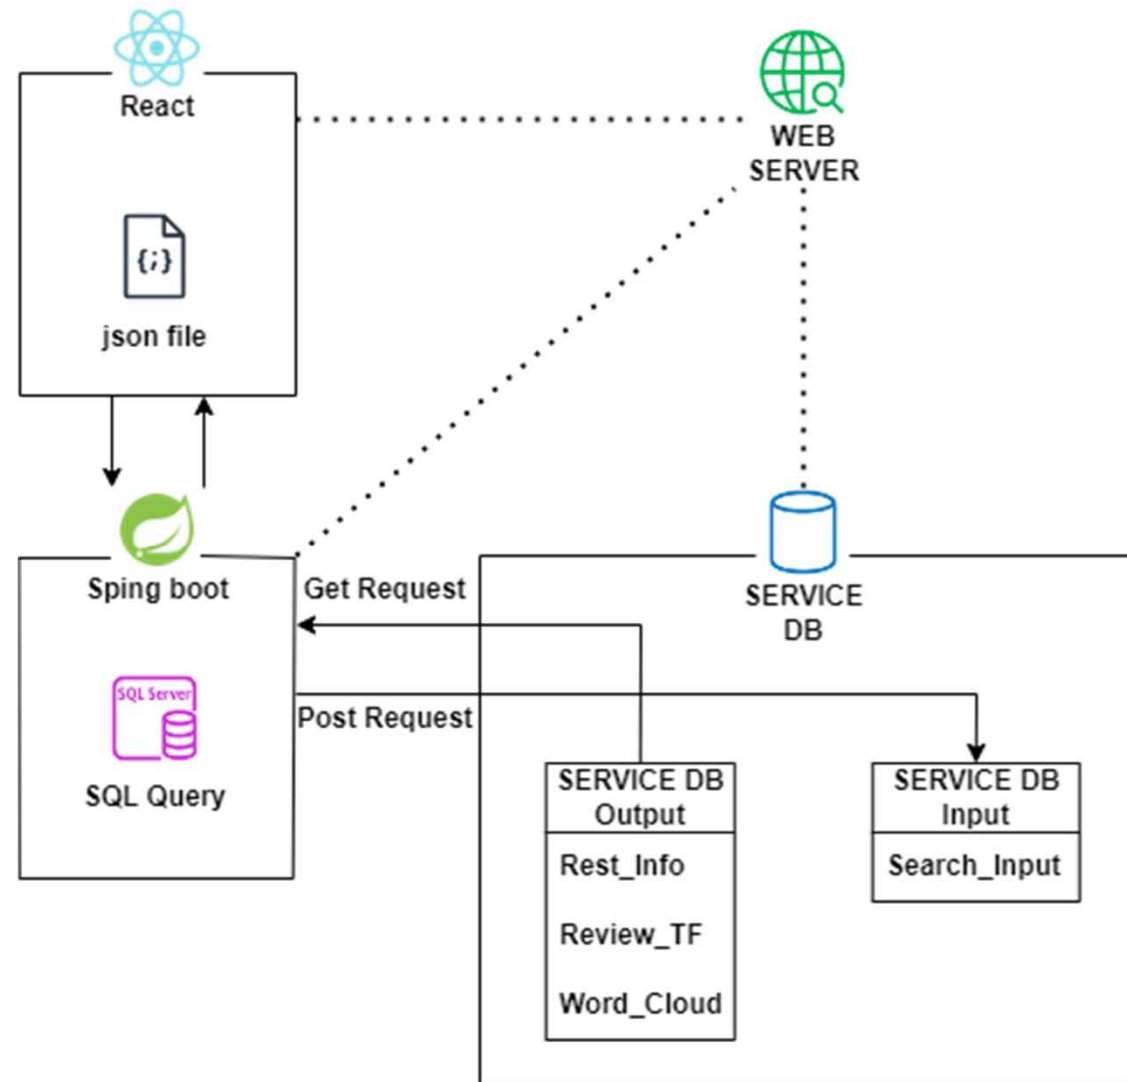 React
WEB
SERVER
{;}
json file
Sping boot
Get Request
SERVICE
DB
SQL Server
Post Request
SQL Query
SERVICE DB
Output
Rest_Info
Review_TF
Word_Cloud
SERVICE DB
Input
Search_Input